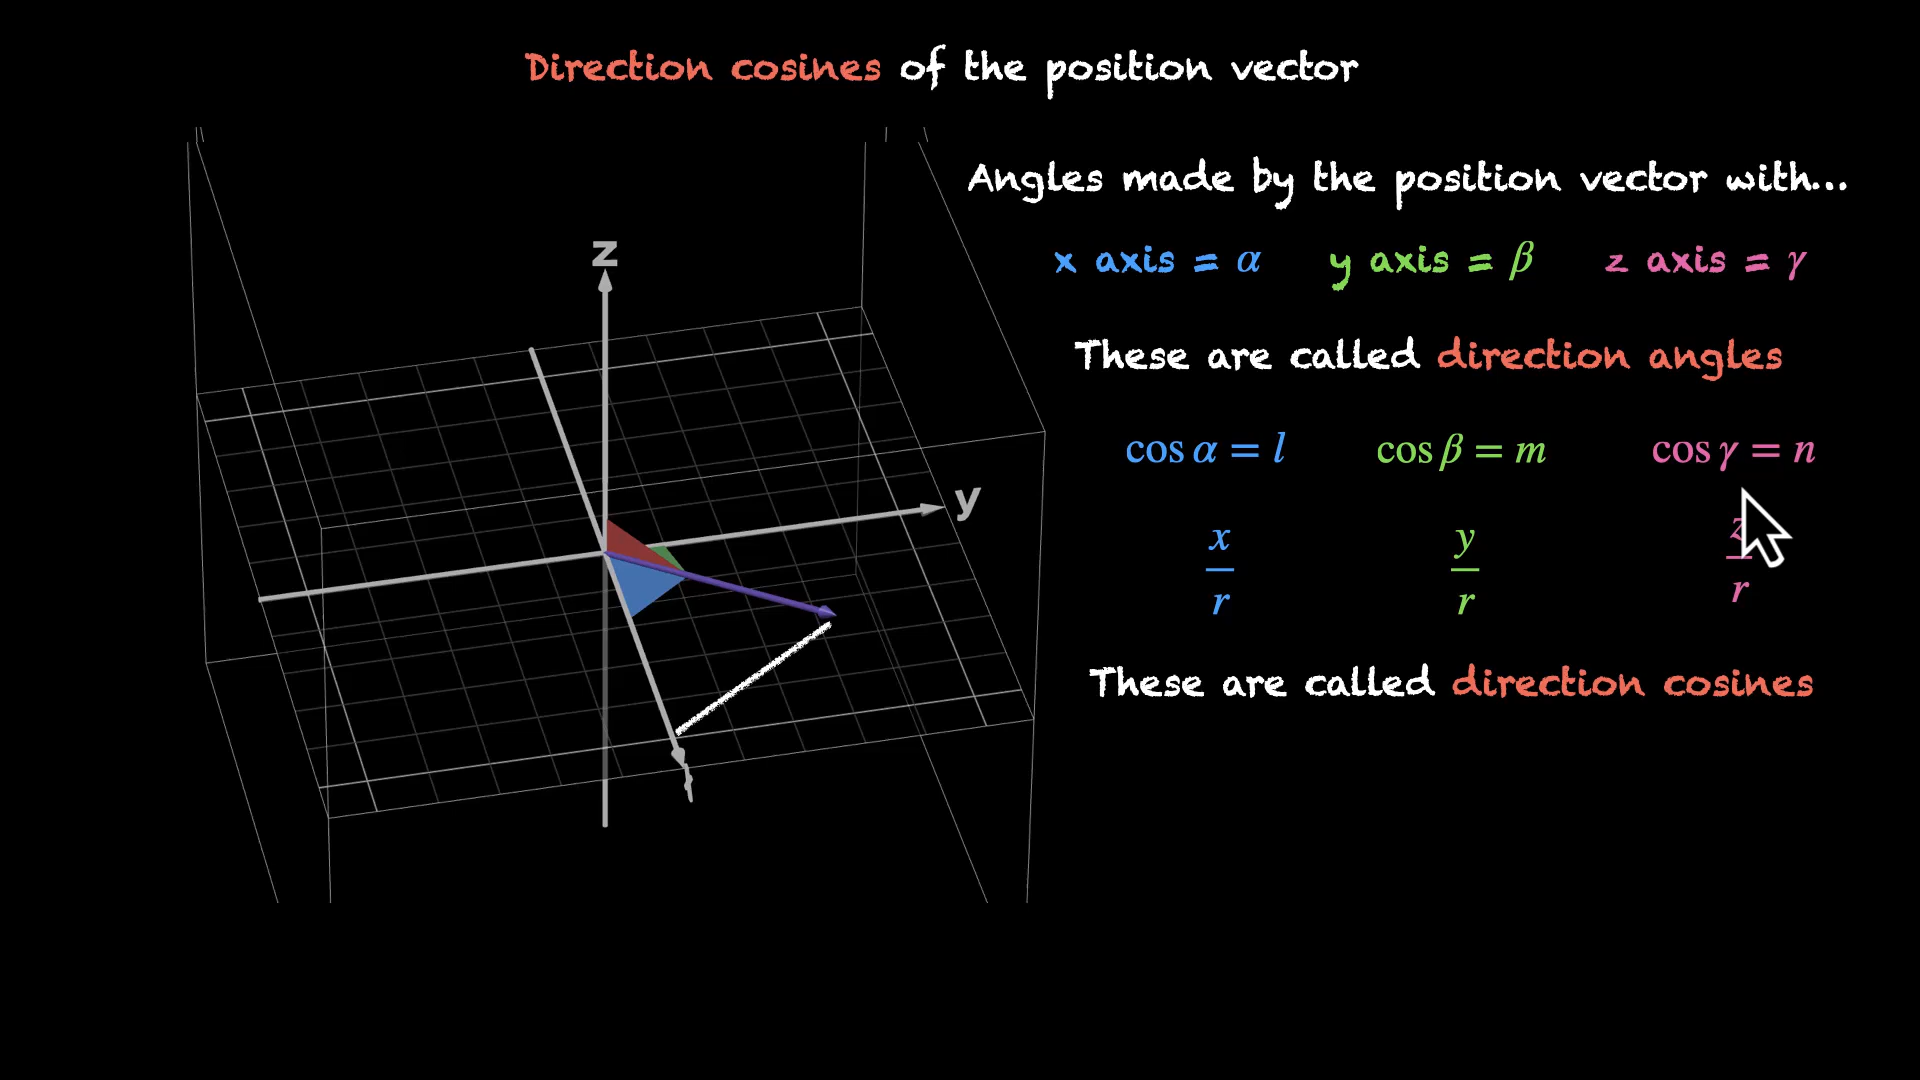 Direction cosines of the position vector
Angles made by the position vector with...
x axis = α y axis = β z axis = γ
These are called direction angles
cos α = l cos β = m cos γ = n
x/r y/r z/r
These are called direction cosines
z
y